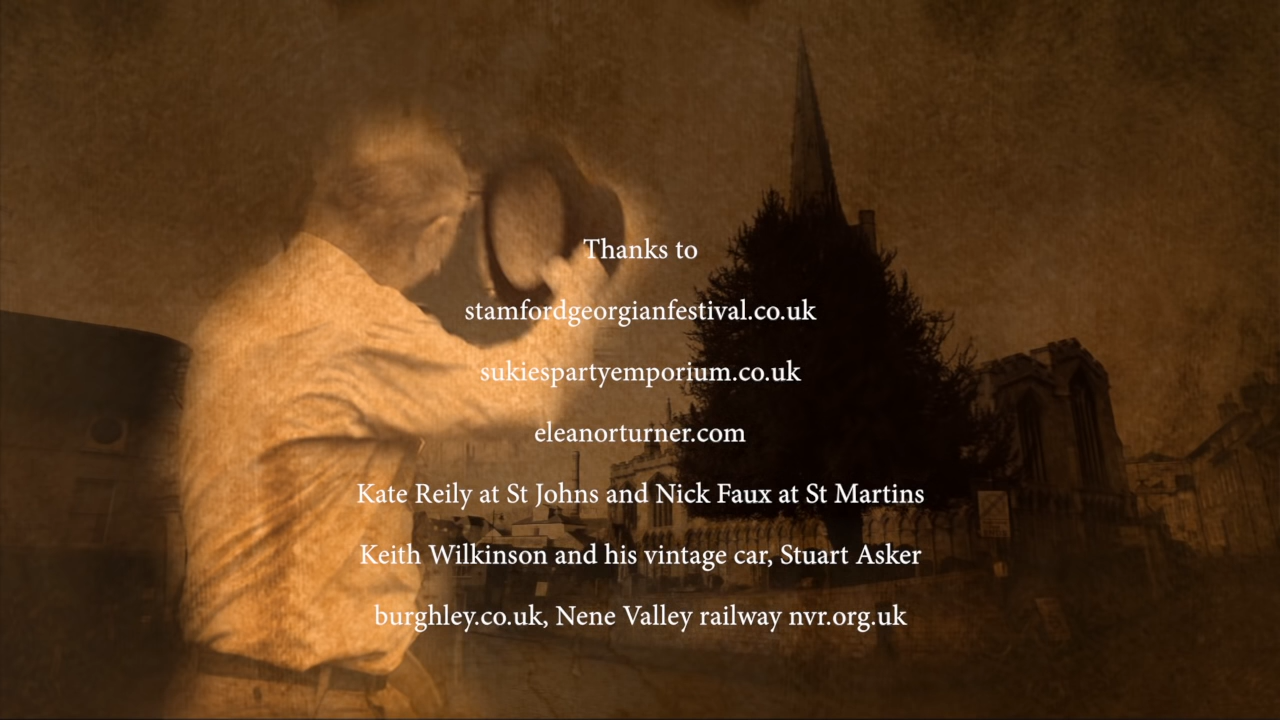 Thanks to
stamfordgeorgianfestival.co.uk
sukiespartyemporium.co.uk
eleanorturner.com
Kate Reily at St Johns and Nick Faux at St Martins
Keith Wilkinson and his vintage car, Stuart Asker
burghley.co.uk, Nene Valley railway nvr.org.uk